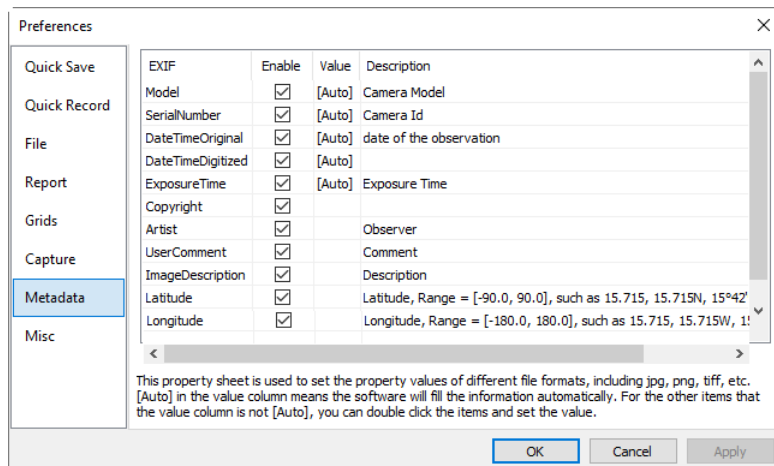 Preferences
Quick Save
Quick Record
File
Report
Grids
Capture
Metadata
Misc
EXIF Enable Value Description
Model [Auto] Camera Model
SerialNumber [Auto] Camera Id
DateTimeOriginal [Auto] date of the observation
DateTimeDigitized [Auto]
ExposureTime [Auto] Exposure Time
Copyright
Artist Observer
UserComment Comment
ImageDescription Description
Latitude Latitude, Range = [-90.0, 90.0], such as 15.715, 15.715N, 15º42'
Longitude Longitude, Range = [-180.0, 180.0], such as 15.715, 15.715W,
This property sheet is used to set the property values of different file formats, including jpg, png, tiff, etc.
[Auto] in the value column means the software will fill the information automatically. For the other items that
the value column is not [Auto], you can double click the items and set the value.
OK Cancel Apply